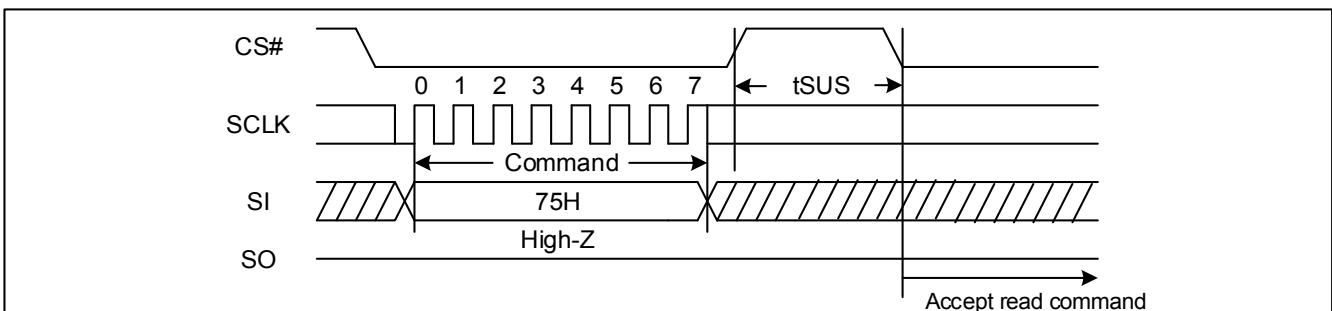 CS#
0 1 2 3 4 5 6 7
tSUS
SCLK
Command
SI
75H
High-Z
SO
Accept read command